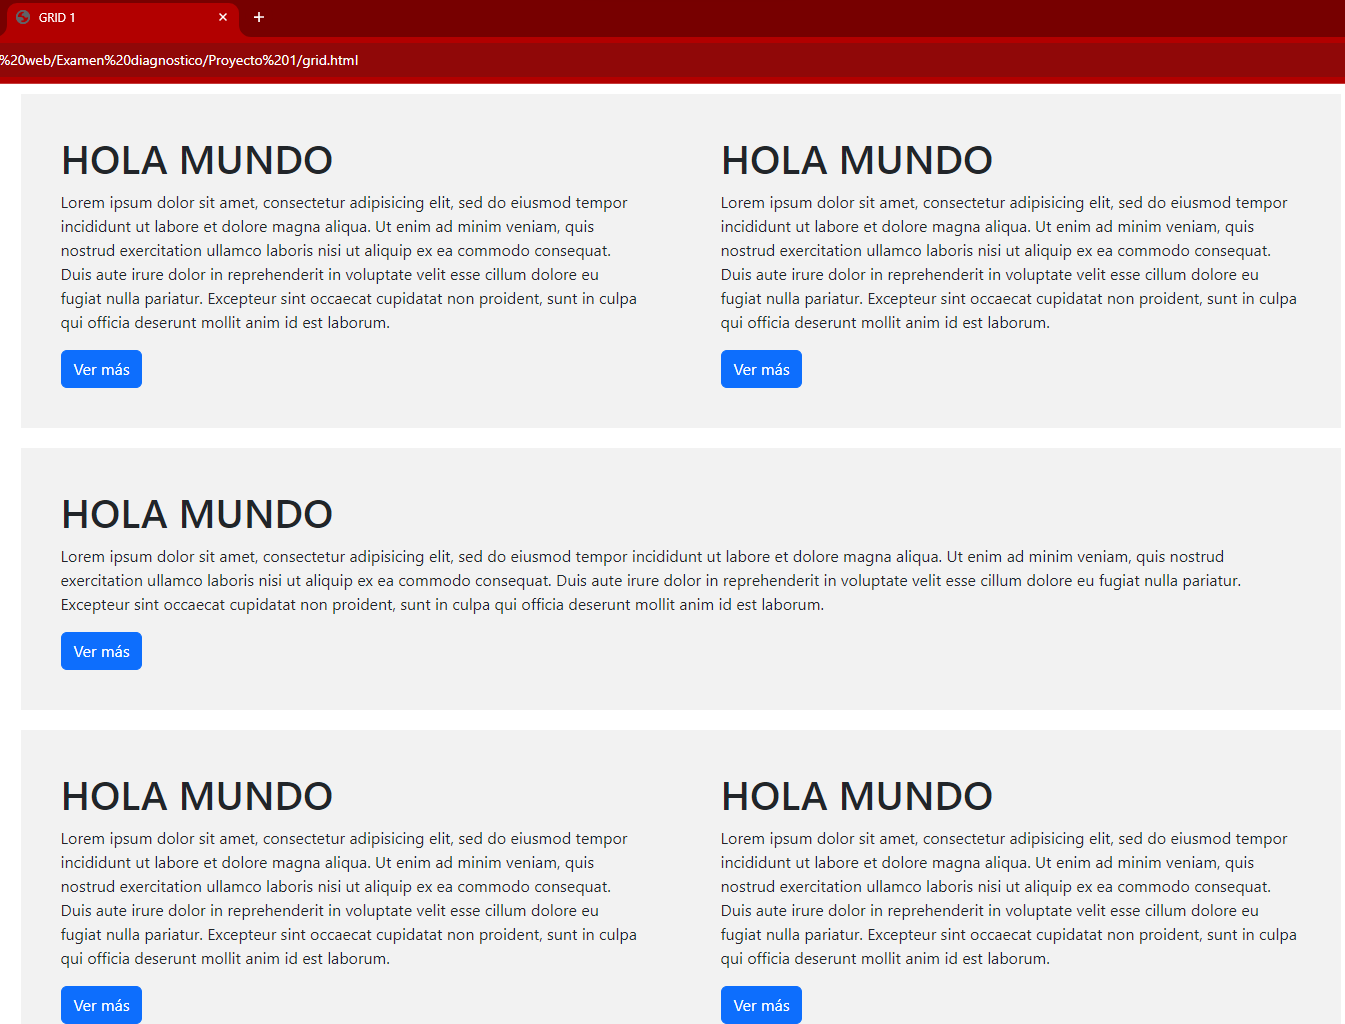 GRID 1
%20web/Examen%20diagnostico/Proyecto%201/grid.html
HOLA MUNDO
Lorem ipsum dolor sit amet, consectetur adipisicing elit, sed do eiusmod tempor
incididunt ut labore et dolore magna aliqua. Ut enim ad minim veniam, quis
nostrud exercitation ullamco laboris nisi ut aliquip ex ea commodo consequat.
Duis aute irure dolor in reprehenderit in voluptate velit esse cillum dolore eu
fugiat nulla pariatur. Excepteur sint occaecat cupidatat non proident, sunt in culpa
qui officia deserunt mollit anim id est laborum.
Ver más
HOLA MUNDO
Lorem ipsum dolor sit amet, consectetur adipisicing elit, sed do eiusmod tempor
incididunt ut labore et dolore magna aliqua. Ut enim ad minim veniam, quis
nostrud exercitation ullamco laboris nisi ut aliquip ex ea commodo consequat.
Duis aute irure dolor in reprehenderit in voluptate velit esse cillum dolore eu
fugiat nulla pariatur. Excepteur sint occaecat cupidatat non proident, sunt in culpa
qui officia deserunt mollit anim id est laborum.
Ver más
HOLA MUNDO
Lorem ipsum dolor sit amet, consectetur adipisicing elit, sed do eiusmod tempor incididunt ut labore et dolore magna aliqua. Ut enim ad minim veniam, quis nostrud
exercitation ullamco laboris nisi ut aliquip ex ea commodo consequat. Duis aute irure dolor in reprehenderit in voluptate velit esse cillum dolore eu fugiat nulla pariatur.
Excepteur sint occaecat cupidatat non proident, sunt in culpa qui officia deserunt mollit anim id est laborum.
Ver más
HOLA MUNDO
Lorem ipsum dolor sit amet, consectetur adipisicing elit, sed do eiusmod tempor
incididunt ut labore et dolore magna aliqua. Ut enim ad minim veniam, quis
nostrud exercitation ullamco laboris nisi ut aliquip ex ea commodo consequat.
Duis aute irure dolor in reprehenderit in voluptate velit esse cillum dolore eu
fugiat nulla pariatur. Excepteur sint occaecat cupidatat non proident, sunt in culpa
qui officia deserunt mollit anim id est laborum.
Ver más
HOLA MUNDO
Lorem ipsum dolor sit amet, consectetur adipisicing elit, sed do eiusmod tempor
incididunt ut labore et dolore magna aliqua. Ut enim ad minim veniam, quis
nostrud exercitation ullamco laboris nisi ut aliquip ex ea commodo consequat.
Duis aute irure dolor in reprehenderit in voluptate velit esse cillum dolore eu
fugiat nulla pariatur. Excepteur sint occaecat cupidatat non proident, sunt in culpa
qui officia deserunt mollit anim id est laborum.
Ver más